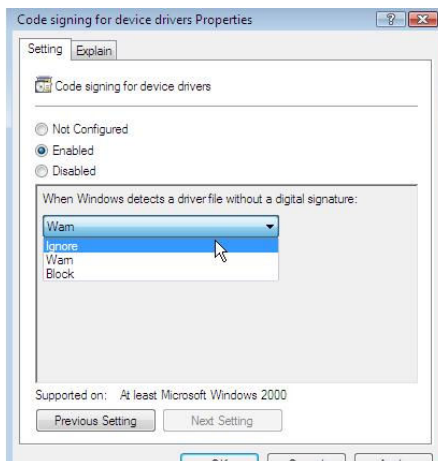 Code signing for device drivers Properties
Setting Explain
Code signing for device drivers
Not Configured
Enabled
Disabled
When Windows detects a driver file without a digital signature:
Warn
Ignore
Warn
Block
Supported on: At least Microsoft Windows 2000
Previous Setting Next Setting